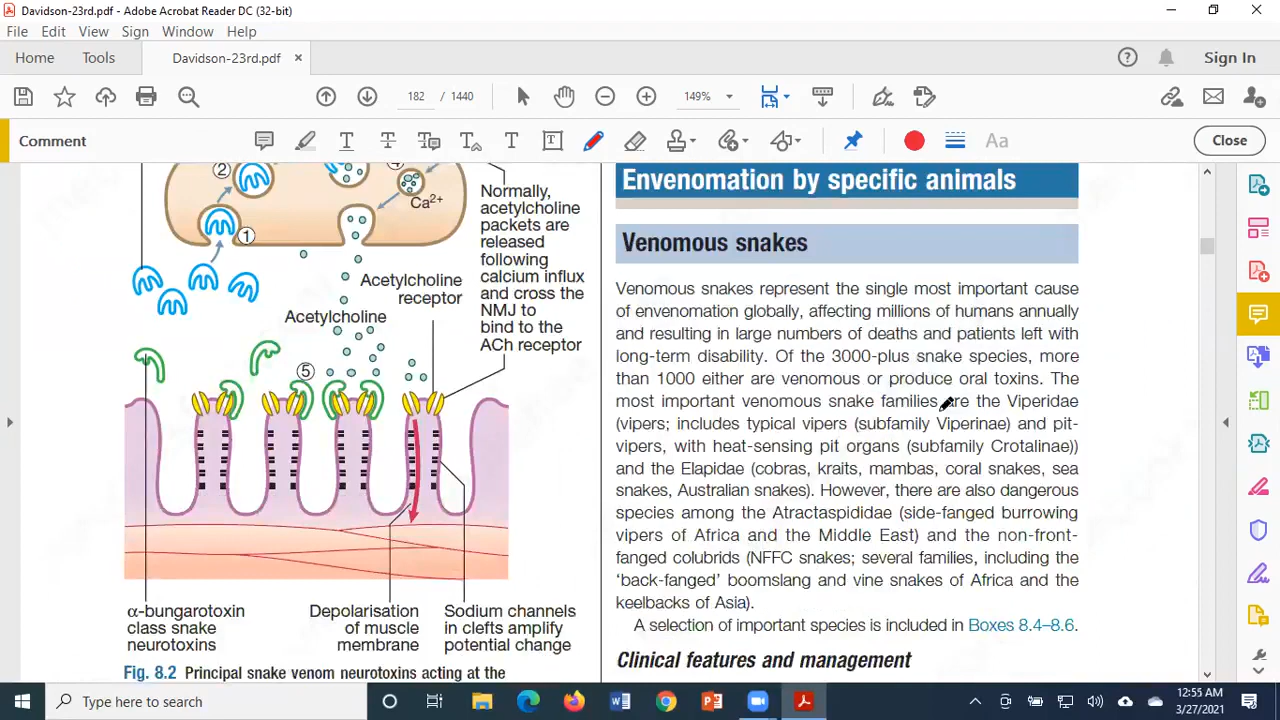 Davidson-23rd.pdf - Adobe Acrobat Reader DC (32-bit)
File Edit View Sign Window Help
Home Tools Davidson-23rd.pdf × Sign In
182 / 1440 149%
Comment Aa Close
② ④ Ca2+
①
Normally,
acetylcholine
packets are
released
following
calcium influx
and cross the
NMJ to
bind to the
ACh receptor
Acetylcholine
receptor
Acetylcholine
⑤
α-bungarotoxin
class snake
neurotoxins
Depolarisation
of muscle
membrane
Sodium channels
in clefts amplify
potential change
Fig. 8.2 Principal snake venom neurotoxins acting at the
Envenomation by specific animals
Venomous snakes
Venomous snakes represent the single most important cause
of envenomation globally, affecting millions of humans annually
and resulting in large numbers of deaths and patients left with
long-term disability. Of the 3000-plus snake species, more
than 1000 either are venomous or produce oral toxins. The
most important venomous snake families are the Viperidae
(vipers; includes typical vipers (subfamily Viperinae) and pit-
vipers, with heat-sensing pit organs (subfamily Crotalinae))
and the Elapidae (cobras, kraits, mambas, coral snakes, sea
snakes, Australian snakes). However, there are also dangerous
species among the Atractaspididae (side-fanged burrowing
vipers of Africa and the Middle East) and the non-front-
fanged colubrids (NFFC snakes; several families, including the
‘back-fanged’ boomslang and vine snakes of Africa and the
keelbacks of Asia).
A selection of important species is included in Boxes 8.4–8.6.
Clinical features and management
Type here to search
12:55 AM
3/27/2021